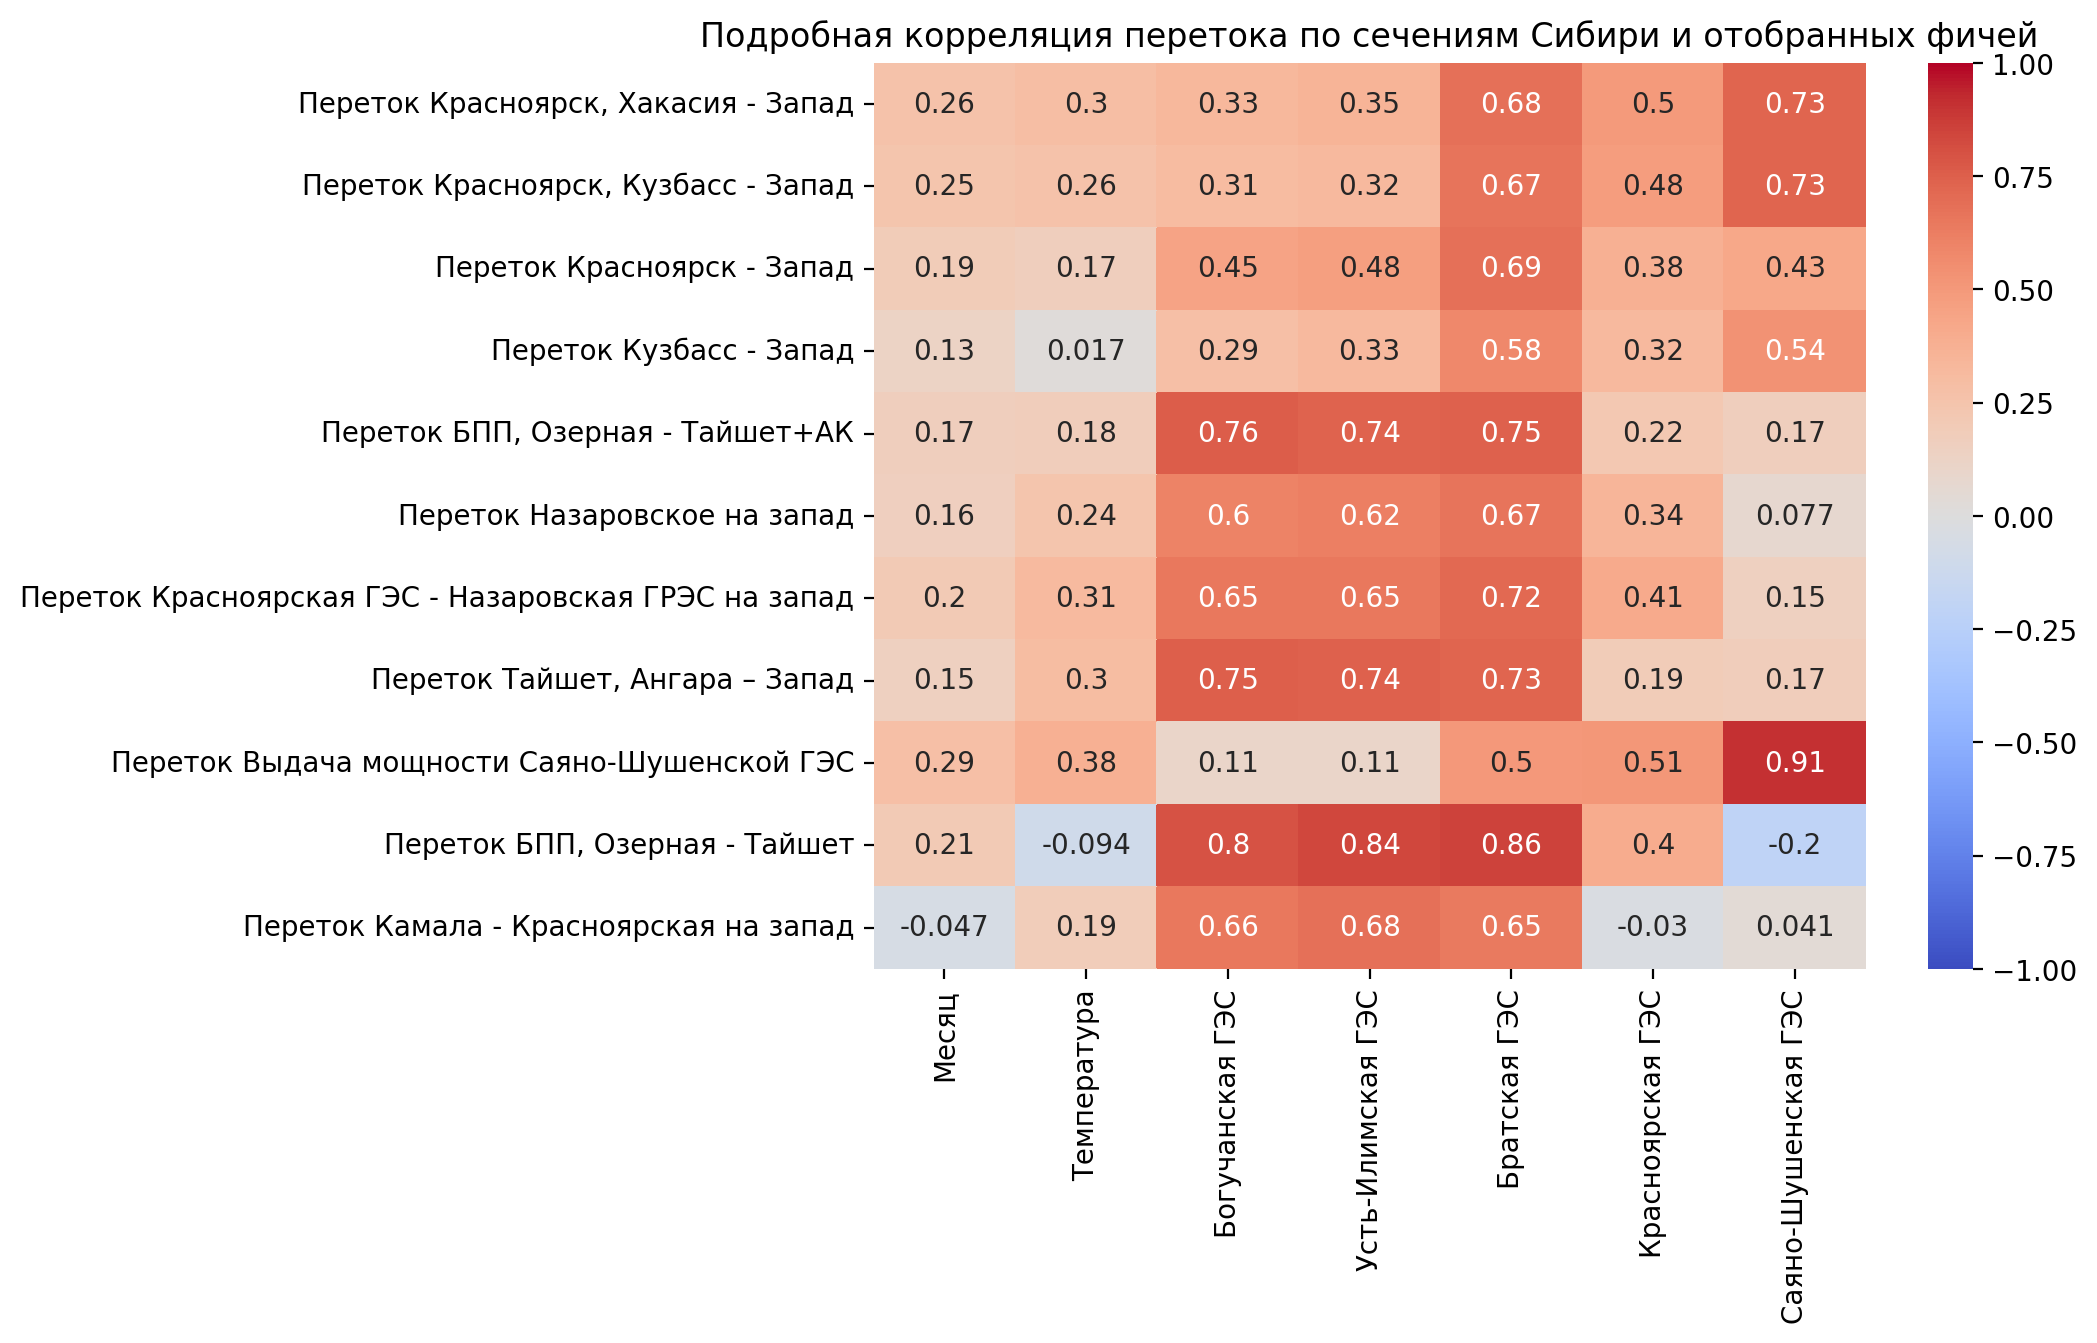 Подробная корреляция перетока по сечениям Сибири и отобранных фичей
Переток Красноярск, Хакасия - Запад 0.26 0.3 0.33 0.35 0.68 0.5 0.73
Переток Красноярск, Кузбасс - Запад 0.25 0.26 0.31 0.32 0.67 0.48 0.73
Переток Красноярск - Запад 0.19 0.17 0.45 0.48 0.69 0.38 0.43
Переток Кузбасс - Запад 0.13 0.017 0.29 0.33 0.58 0.32 0.54
Переток БПП, Озерная - Тайшет+АК 0.17 0.18 0.76 0.74 0.75 0.22 0.17
Переток Назаровское на запад 0.16 0.24 0.6 0.62 0.67 0.34 0.077
Переток Красноярская ГЭС - Назаровская ГРЭС на запад 0.2 0.31 0.65 0.65 0.72 0.41 0.15
Переток Тайшет, Ангара – Запад 0.15 0.3 0.75 0.74 0.73 0.19 0.17
Переток Выдача мощности Саяно-Шушенской ГЭС 0.29 0.38 0.11 0.11 0.5 0.51 0.91
Переток БПП, Озерная - Тайшет 0.21 -0.094 0.8 0.84 0.86 0.4 -0.2
Переток Камала - Красноярская на запад -0.047 0.19 0.66 0.68 0.65 -0.03 0.041
Месяц
Температура
Богучанская ГЭС
Усть-Илимская ГЭС
Братская ГЭС
Красноярская ГЭС
Саяно-Шушенская ГЭС
1.00
0.75
0.50
0.25
0.00
−0.25
−0.50
−0.75
−1.00